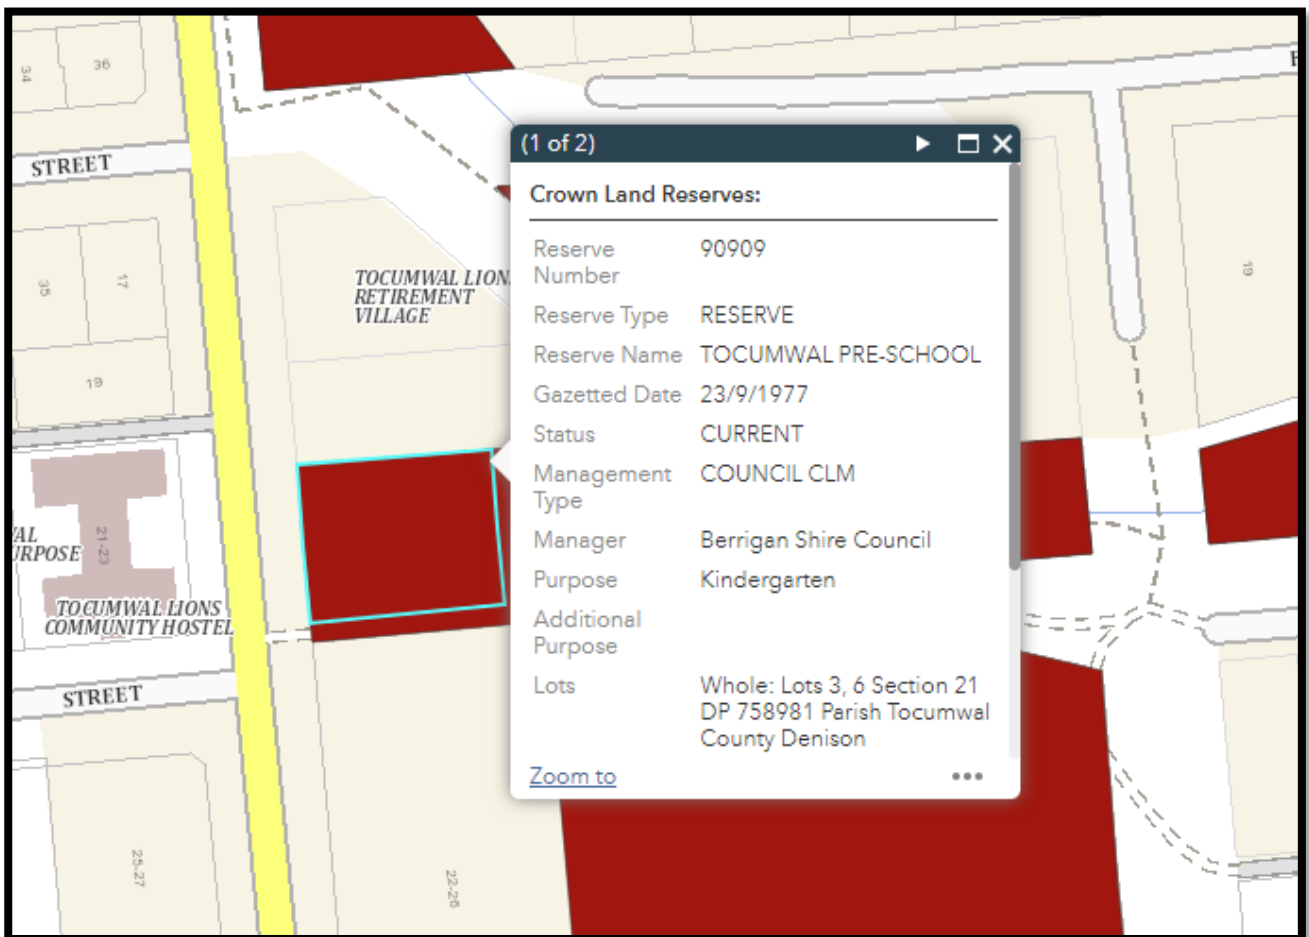 34
36
STREET
35
17
19
TOCUMWAL LION
RETIREMENT
VILLAGE
21-23
TOCUMWAL LIONS
COMMUNITY HOSTEL
STREET
25-27
22-26
19
(1 of 2)
Crown Land Reserves:
Reserve Number 90909
Reserve Type RESERVE
Reserve Name TOCUMWAL PRE-SCHOOL
Gazetted Date 23/9/1977
Status CURRENT
Management Type COUNCIL CLM
Manager Berrigan Shire Council
Purpose Kindergarten
Additional Purpose
Lots Whole: Lots 3, 6 Section 21
DP 758981 Parish Tocumwal
County Denison
Zoom to